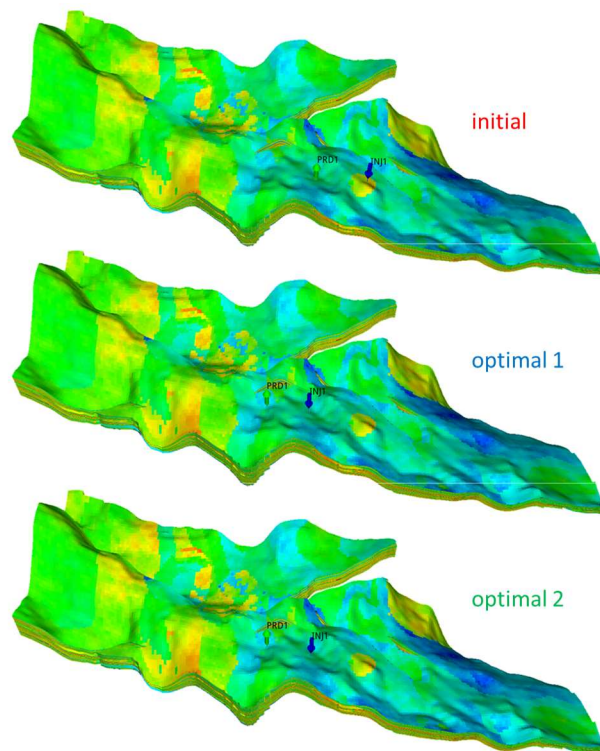 initial
PRD1
INJ1
optimal 1
PRD1
INJ1
optimal 2
PRD1
INJ1